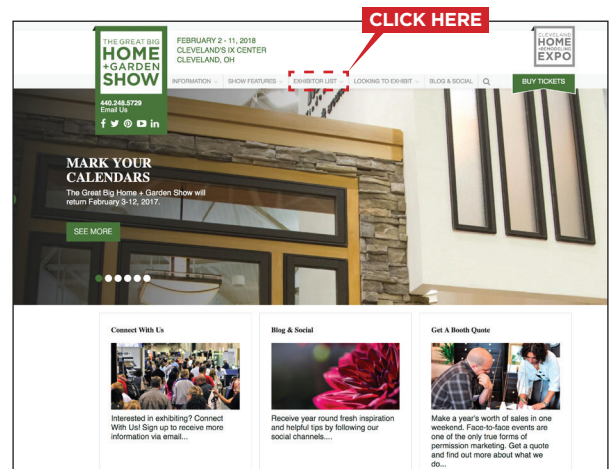 CLICK HERE
THE GREAT BIG
HOME
+GARDEN
SHOW
FEBRUARY 2 - 11, 2018
CLEVELAND'S IX CENTER
CLEVELAND, OH
CLEVELAND
HOME
+REMODELING
EXPO
INFORMATION
SHOW FEATURES
EXHIBITOR LIST
LOOKING TO EXHIBIT
BLOG & SOCIAL
BUY TICKETS
440.248.5729
Email Us
MARK YOUR
CALENDARS
The Great Big Home + Garden Show will
return February 3-12, 2017.
SEE MORE
Connect With Us
Interested in exhibiting? Connect
With Us! Sign up to receive more
information via email...
Blog & Social
Receive year round fresh inspiration
and helpful tips by following our
social channels....
Get A Booth Quote
Make a year's worth of sales in one
weekend. Face-to-face events are
one of the only true forms of
permission marketing. Get a quote
and find out more about what we
do...